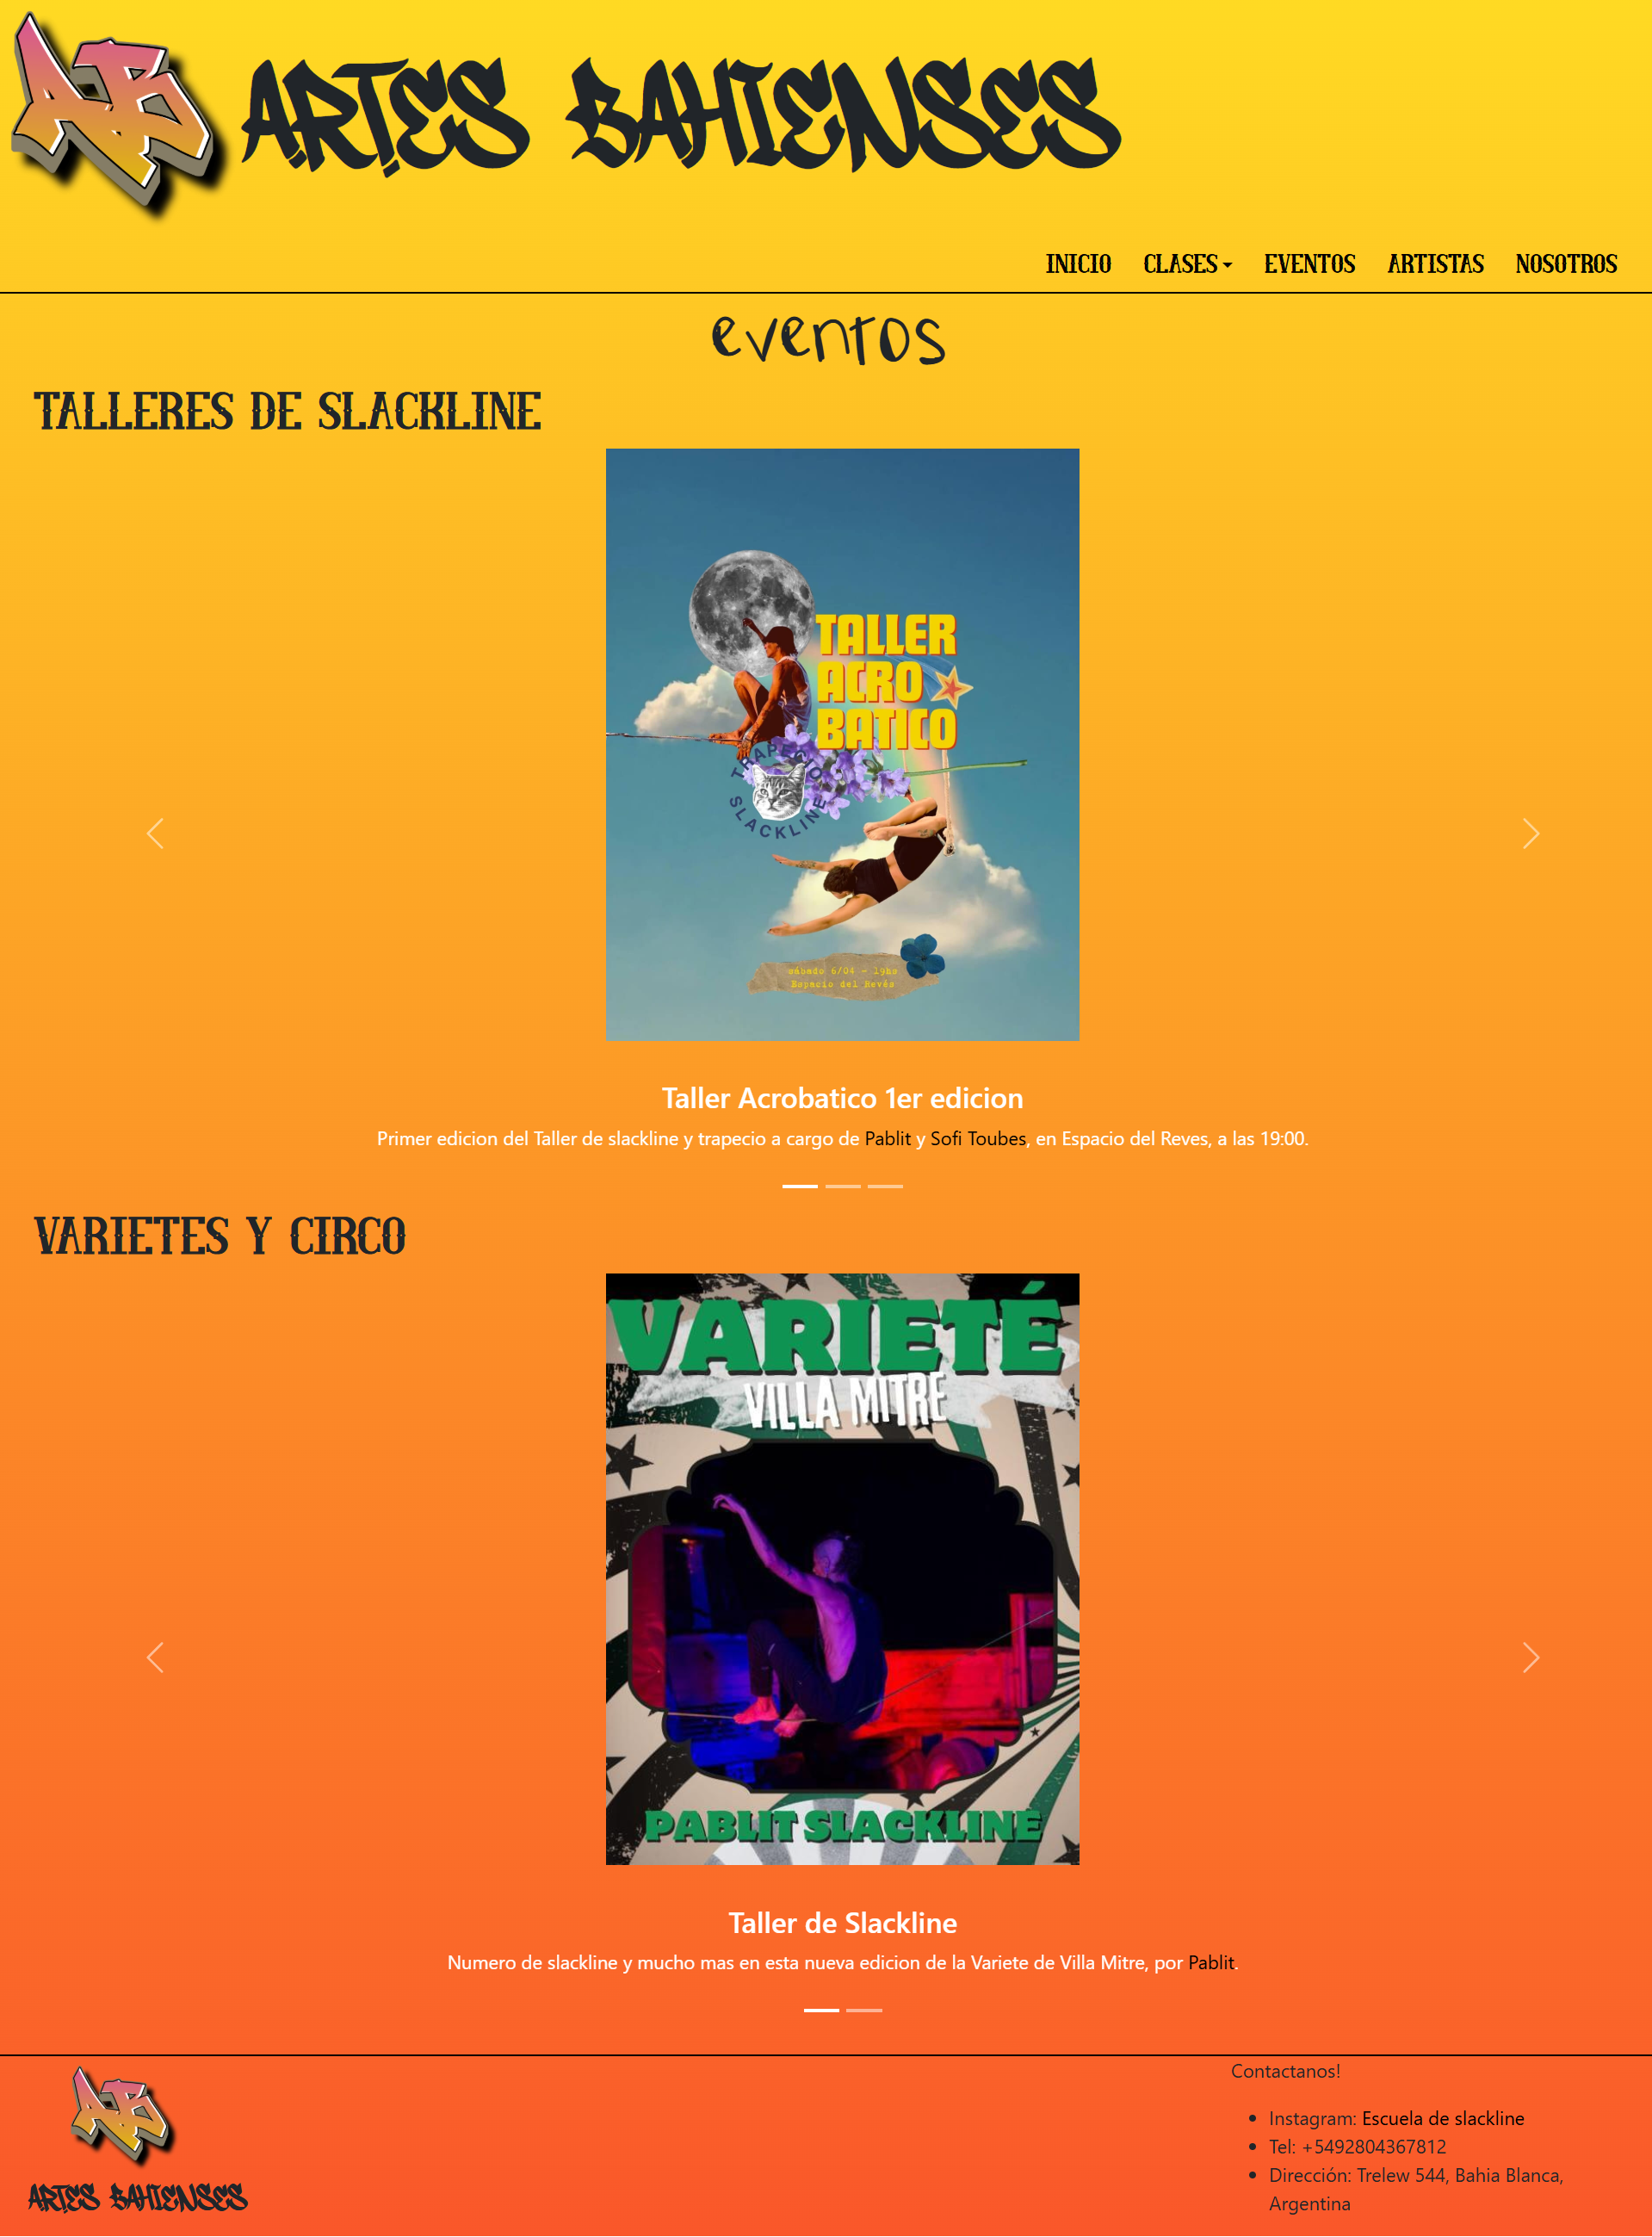 AB
ARTES BAHIENSES
INICIO CLASES EVENTOS ARTISTAS NOSOTROS
eventos
TALLERES DE SLACKLINE
TALLER
ACRO
BATICO
TRAPECIO
SLACKLINE
sábado 6/04 - 19hs
Espacio del Revés
Taller Acrobatico 1er edicion
Primer edicion del Taller de slackline y trapecio a cargo de Pablit y Sofi Toubes, en Espacio del Reves, a las 19:00.
VARIETES Y CIRCO
VARIETÉ
VILLA MITRE
PABLIT SLACKLINE
Taller de Slackline
Numero de slackline y mucho mas en esta nueva edicion de la Variete de Villa Mitre, por Pablit.
AB
ARTES BAHIENSES
Contactanos!
Instagram: Escuela de slackline
Tel: +5492804367812
Dirección: Trelew 544, Bahia Blanca,
Argentina